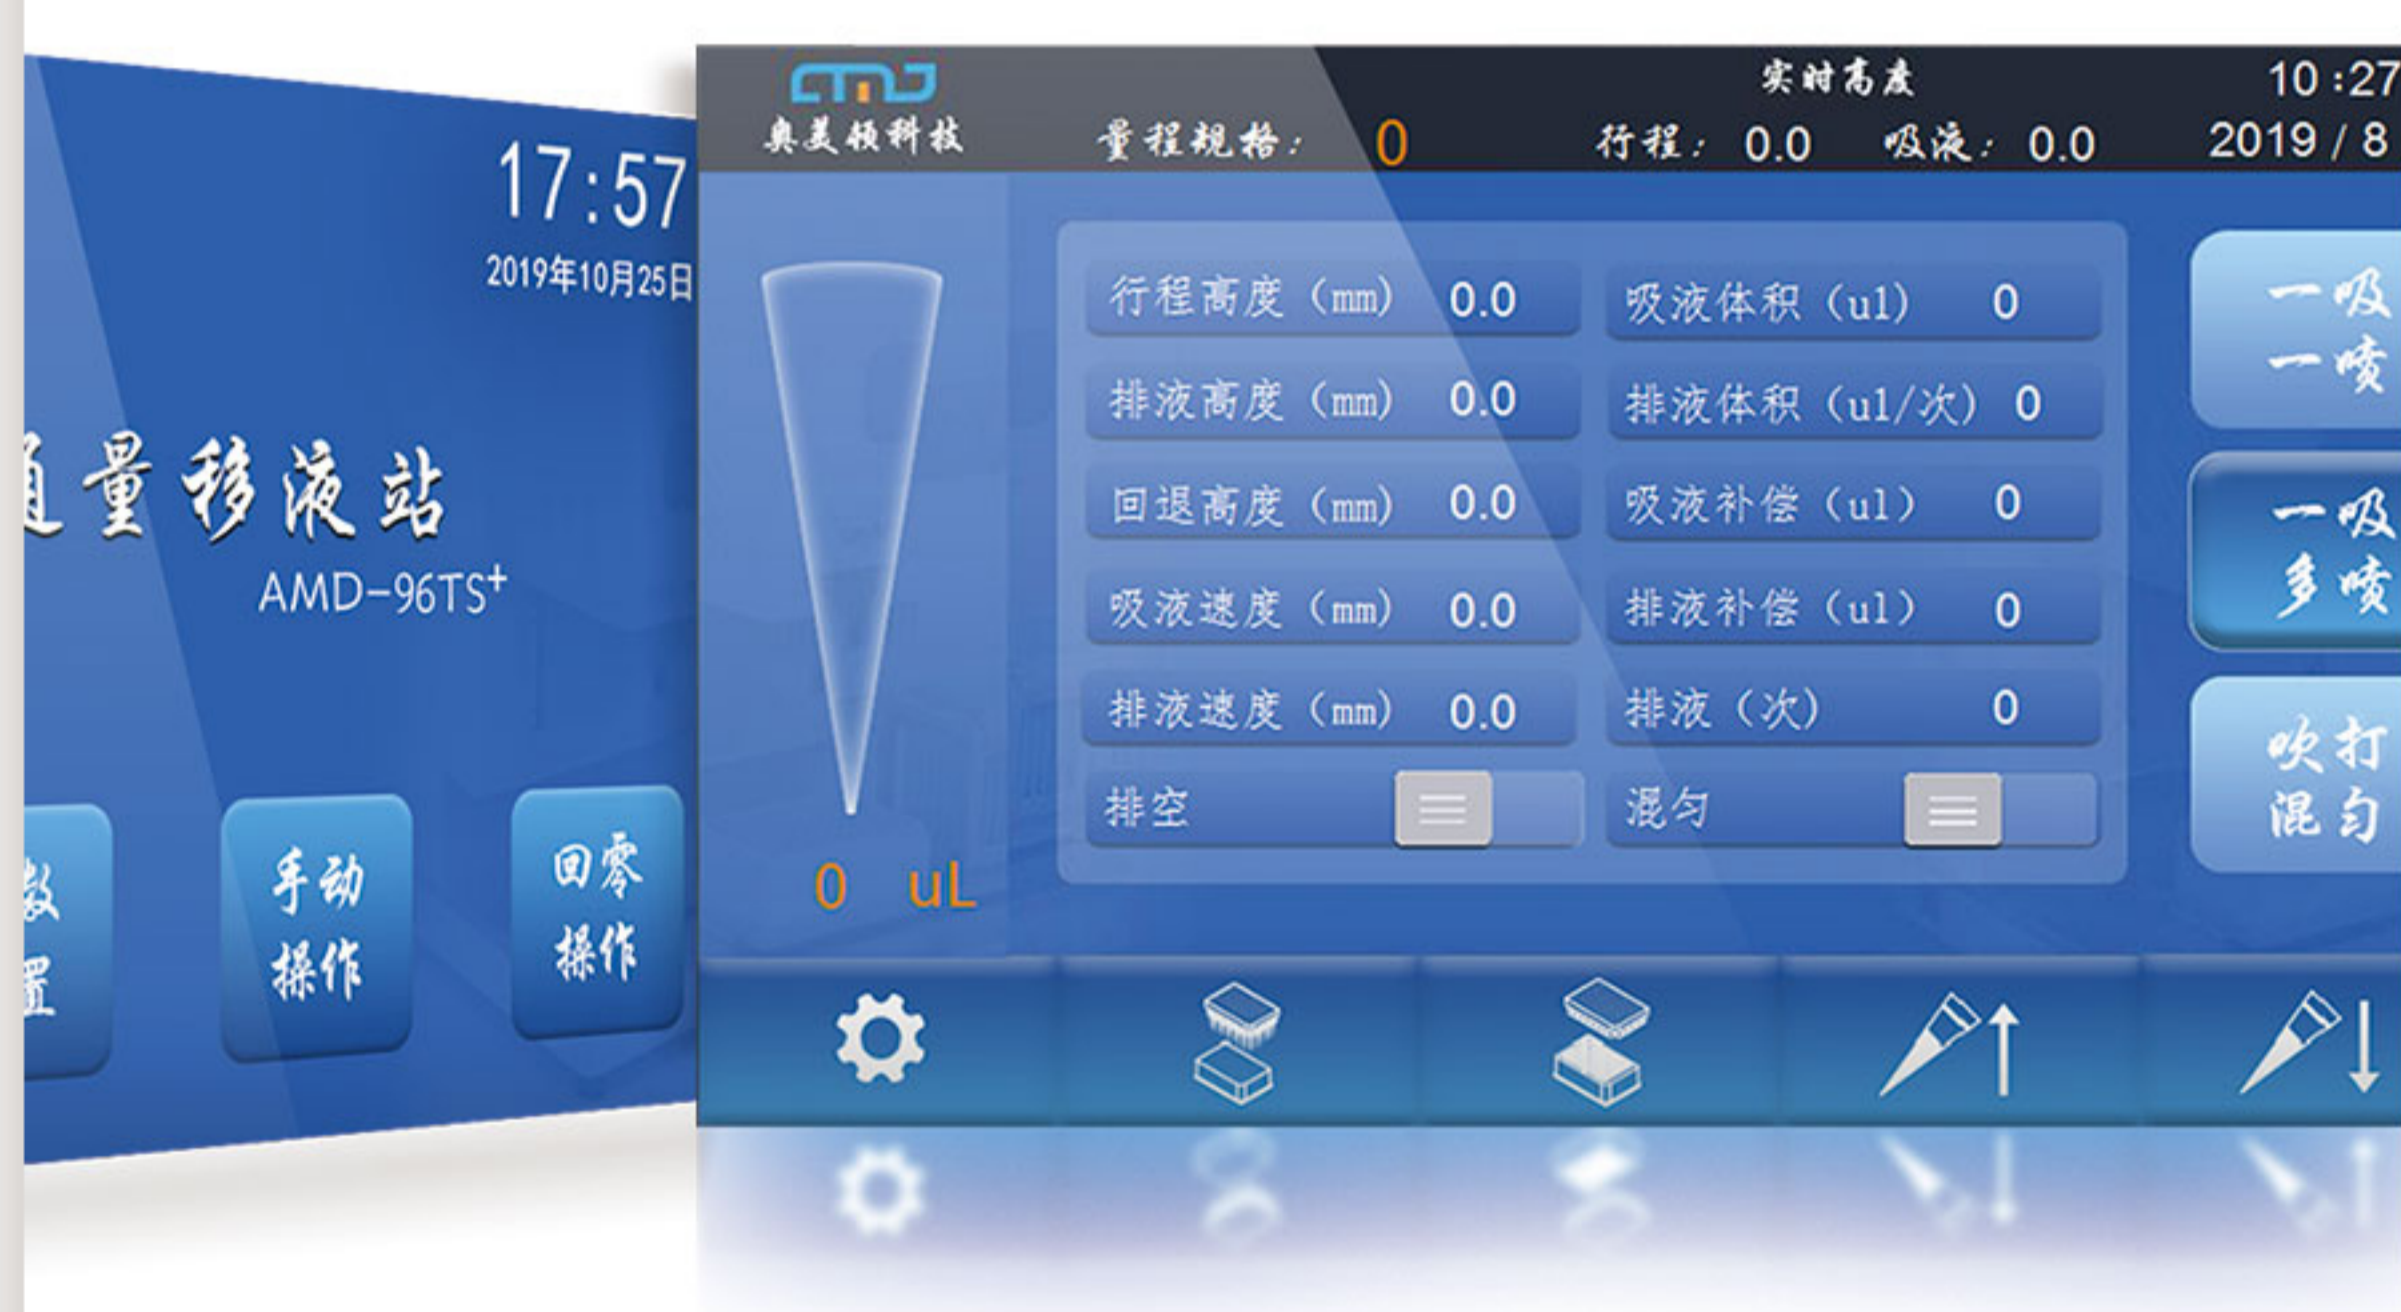 17:57
2019年10月25日
通量移液站
AMD-96TS⁺
数
置
手动
操作
回零
操作
amd
奥美顿科技
量程规格： 0
实时高度
行程： 0.0 吸液： 0.0
10:27
2019 / 8
行程高度（mm） 0.0
吸液体积（ul） 0
排液高度（mm） 0.0
排液体积（ul/次） 0
回退高度（mm） 0.0
吸液补偿（ul） 0
吸液速度（mm） 0.0
排液补偿（ul） 0
排液速度（mm） 0.0
排液（次） 0
排空
混匀
0 uL
一吸
一喷
一吸
多喷
吹打
混匀